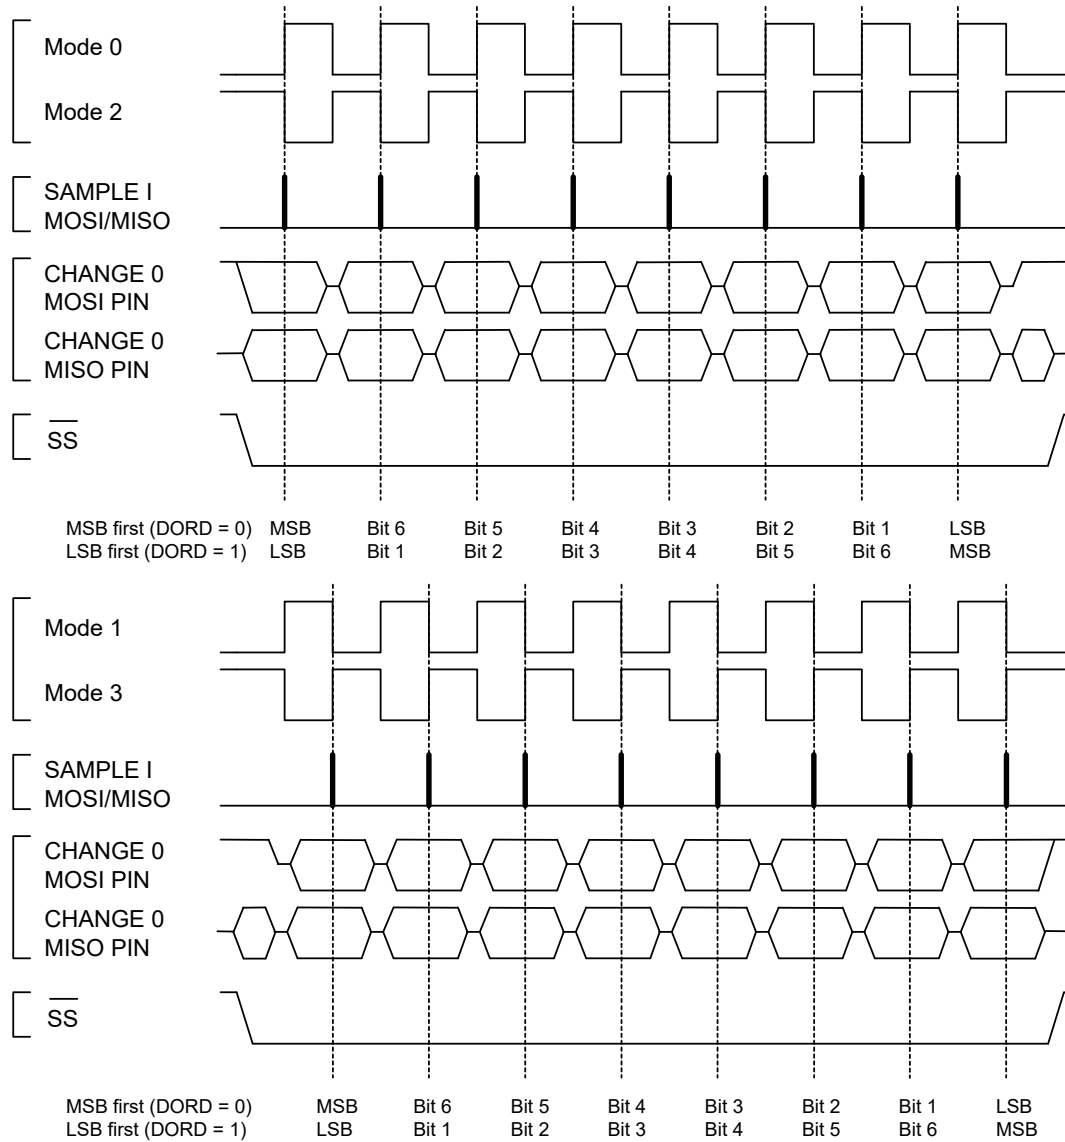 Mode 0
Mode 2
SAMPLE I
MOSI/MISO
CHANGE 0
MOSI PIN
CHANGE 0
MISO PIN
SS
MSB first (DORD = 0) MSB Bit 6 Bit 5 Bit 4 Bit 3 Bit 2 Bit 1 LSB
LSB first (DORD = 1) LSB Bit 1 Bit 2 Bit 3 Bit 4 Bit 5 Bit 6 MSB
Mode 1
Mode 3
SAMPLE I
MOSI/MISO
CHANGE 0
MOSI PIN
CHANGE 0
MISO PIN
SS
MSB first (DORD = 0) MSB Bit 6 Bit 5 Bit 4 Bit 3 Bit 2 Bit 1 LSB
LSB first (DORD = 1) LSB Bit 1 Bit 2 Bit 3 Bit 4 Bit 5 Bit 6 MSB